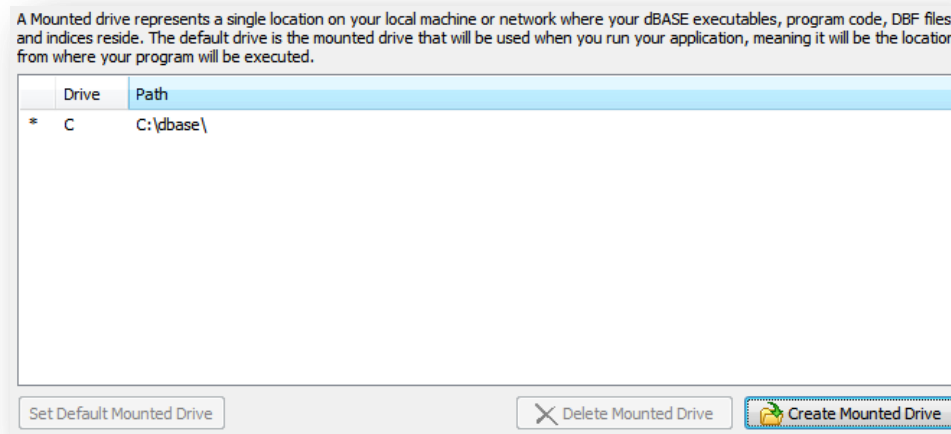 A Mounted drive represents a single location on your local machine or network where your dBASE executables, program code, DBF files
and indices reside. The default drive is the mounted drive that will be used when you run your application, meaning it will be the location
from where your program will be executed.
Drive Path
* C C:\dbase\
Set Default Mounted Drive Delete Mounted Drive Create Mounted Drive